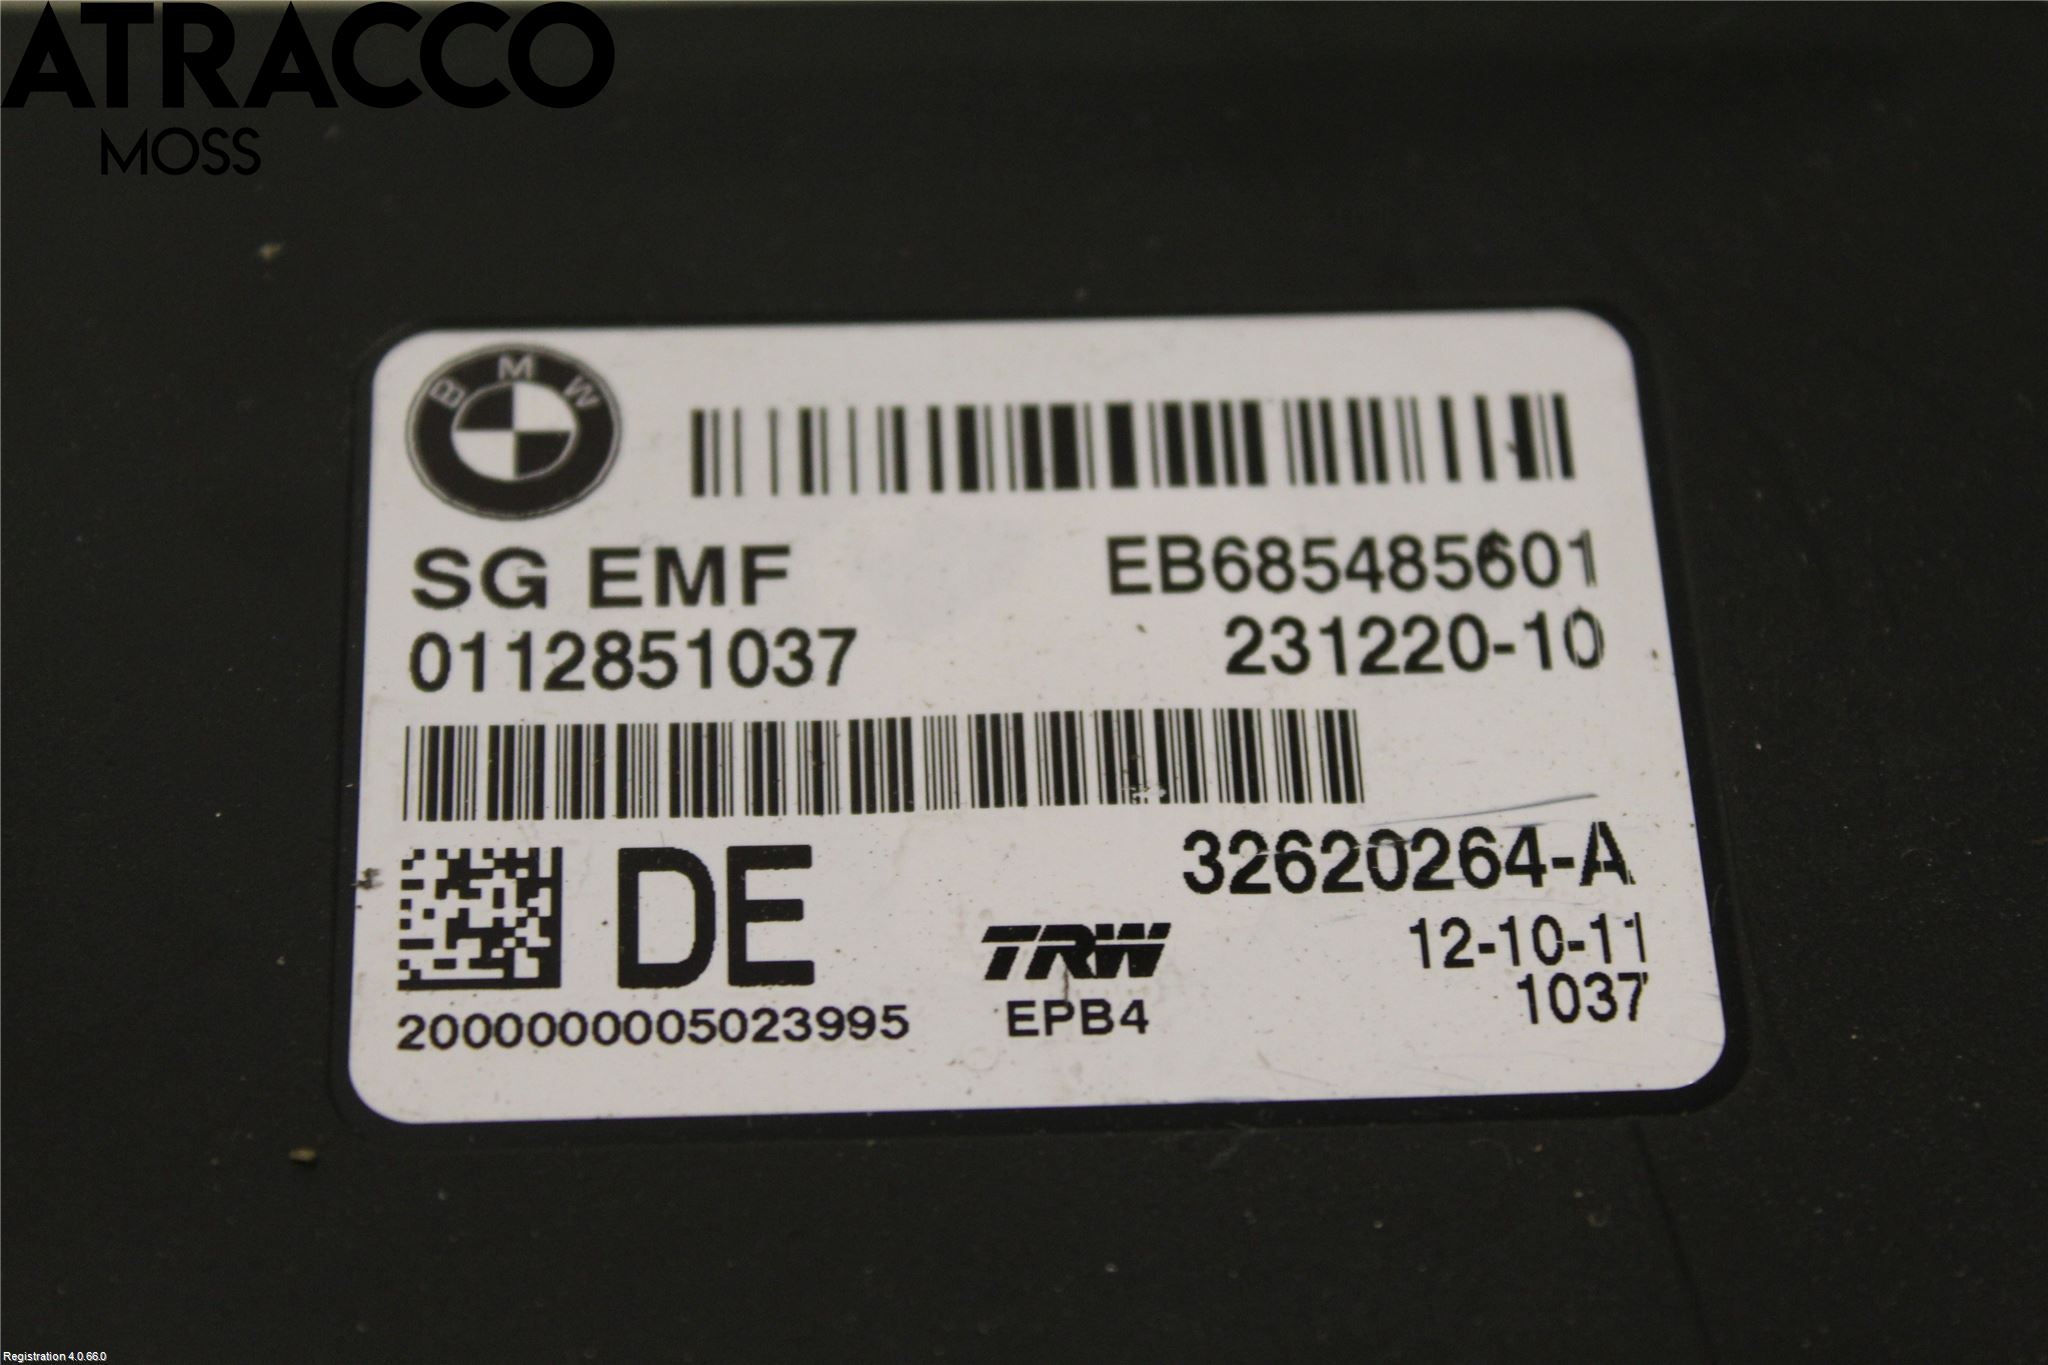 ATRACCO
MOSS
BMW
SG EMF EB685485601
0112851037 231220-10
32620264-A
DE
TRW 12-10-11
EPB4 1037
2000000005023995
Registration 4.0.66.0